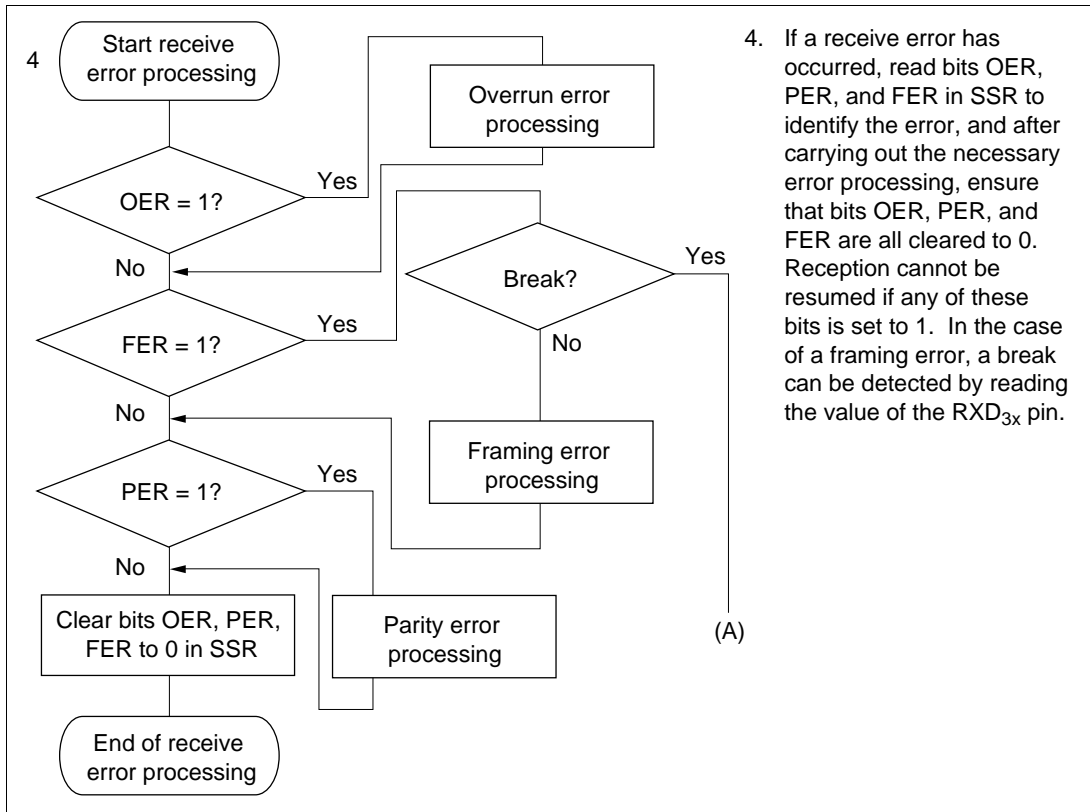 4
Start receive
error processing
Overrun error
processing
OER = 1?
Yes
No
Break?
Yes
FER = 1?
Yes
No
No
Framing error
processing
PER = 1?
Yes
No
Clear bits OER, PER,
FER to 0 in SSR
Parity error
processing
(A)
End of receive
error processing
4. If a receive error has
occurred, read bits OER,
PER, and FER in SSR to
identify the error, and after
carrying out the necessary
error processing, ensure
that bits OER, PER, and
FER are all cleared to 0.
Reception cannot be
resumed if any of these
bits is set to 1. In the case
of a framing error, a break
can be detected by reading
the value of the RXD3x pin.